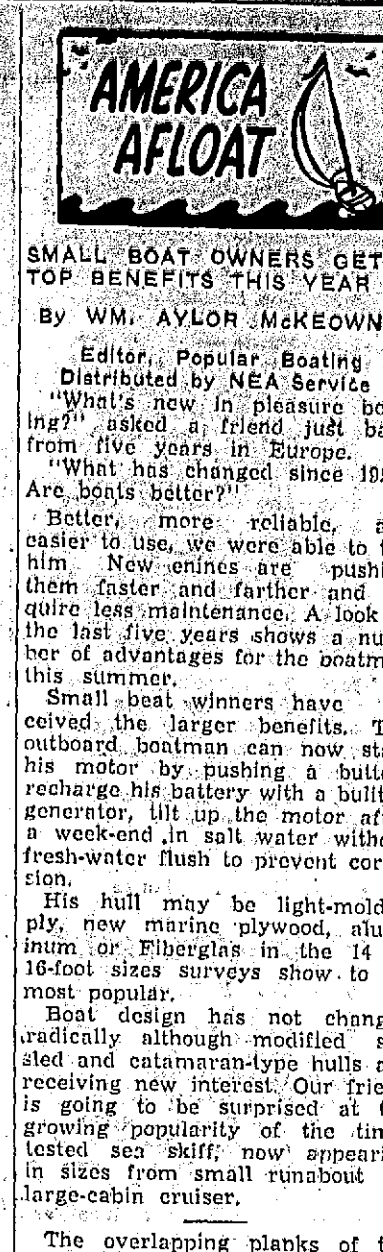 AMERICA
AFLOAT
SMALL BOAT OWNERS GET
TOP BENEFITS THIS YEAR
By WM. AYLOR McKEOWN
Editor, Popular Boating
Distributed by NEA Service
"What's new in pleasure bo
ing?" asked a friend just ba
from five years in Europe.
"What has changed since 19
Are boats better?"
Better, more reliable, a
easier to use, we were able to
him. New enines are pushi
them faster and farther and
quire less maintenance. A look
the last five years shows a nu
ber of advantages for the boatm
this summer.
Small beat winners have
ceived the larger benefits. T
outboard boatman can now sta
his motor by pushing a butto
recharge his battery with a bulit
generator, tilt up the motor aft
a week-end in salt water witho
fresh-water flush to prevent cor
sion.
His hull may be light-mold
ply, new marine plywood, alu
inum or Fiberglas in the 14
16-foot sizes surveys show to
most popular.
Boat design has not chang
radically although modified s
sled and catamaran-type hulls a
receiving new interest. Our frie
is going to be surprised at t
growing popularity of the tim
tested sea skiff, now appeari
in sizes from small runabout
large-cabin cruiser.
The overlapping planks of t